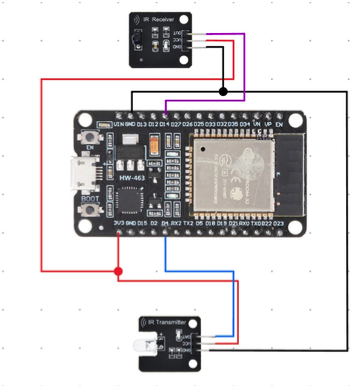 IR Receiver
OUT
VCC
GND
VIN GND D13 D12 D14 D27 D26 D25 D33 D32 D35 D34 VN VP EN
EN
HW-463
BOOT
3V3 GND D15 D2 D4 RX2 TX2 D5 D18 D19 D21 RX0 TX0 D22 D23
IR Transmitter
DAT
VCC
GND